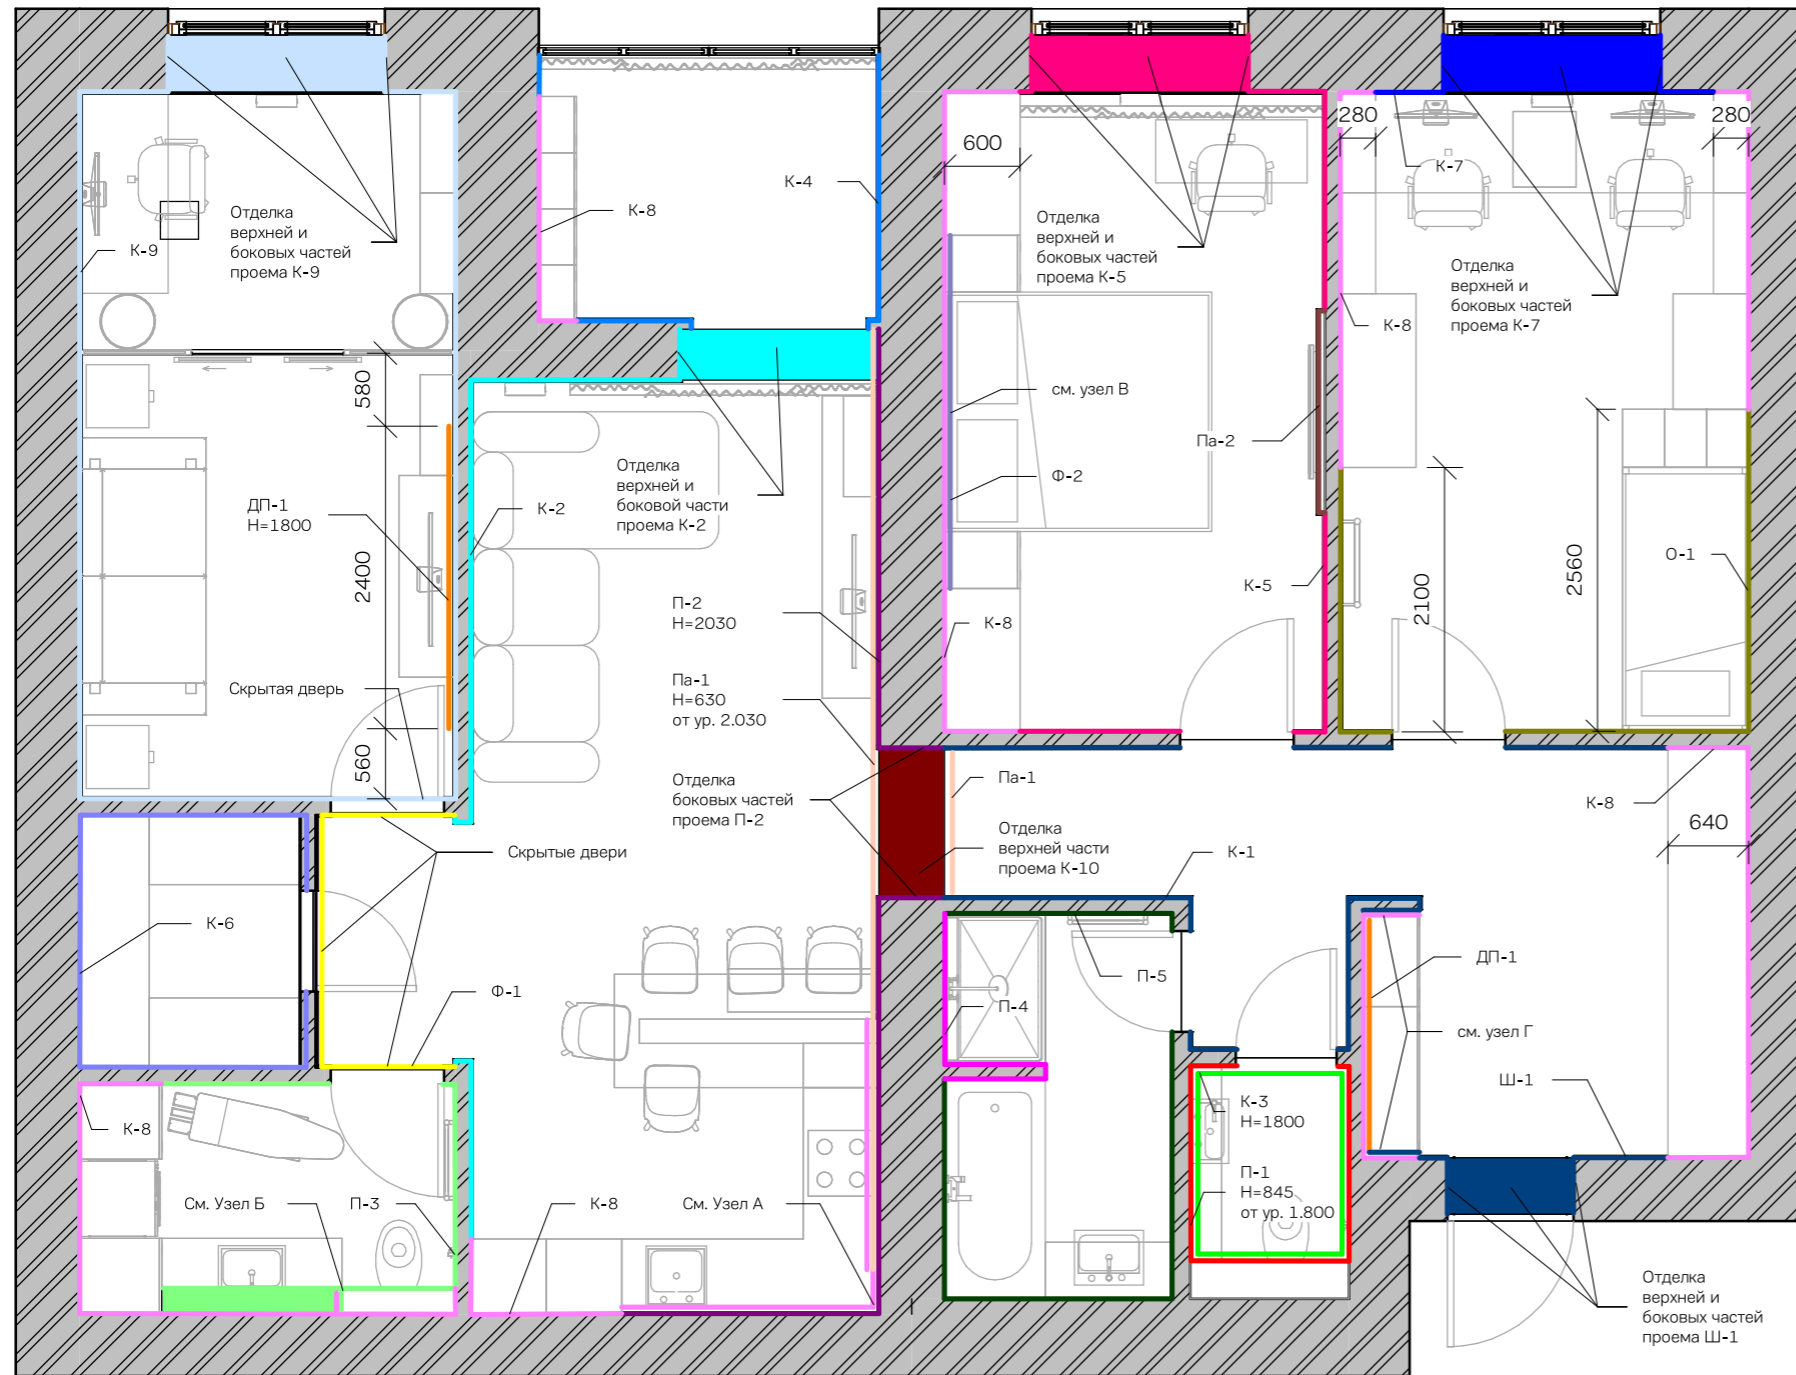 280
280
600
К-7
К-4
К-8
Отделка
верхней и
боковых частей
проема К-9
К-9
Отделка
верхней и
боковых частей
проема К-5
Отделка
верхней и
боковых частей
проема К-7
К-8
580
см. узел В
Па-2
Ф-2
Отделка
верхней и
боковой части
проема К-2
К-2
ДП-1
Н=1800
2400
2100
2560
О-1
К-5
П-2
Н=2030
К-8
Па-1
Н=630
от ур. 2.030
Скрытая дверь
560
Отделка
боковых частей
проема П-2
Па-1
К-8
640
Отделка
верхней части
проема К-10
К-1
Скрытые двери
К-6
Ф-1
П-5
П-4
ДП-1
см. узел Г
Ш-1
К-8
К-3
Н=1800
П-1
Н=845
от ур. 1.800
См. Узел Б
П-3
К-8
См. Узел А
Отделка
верхней и
боковых частей
проема Ш-1